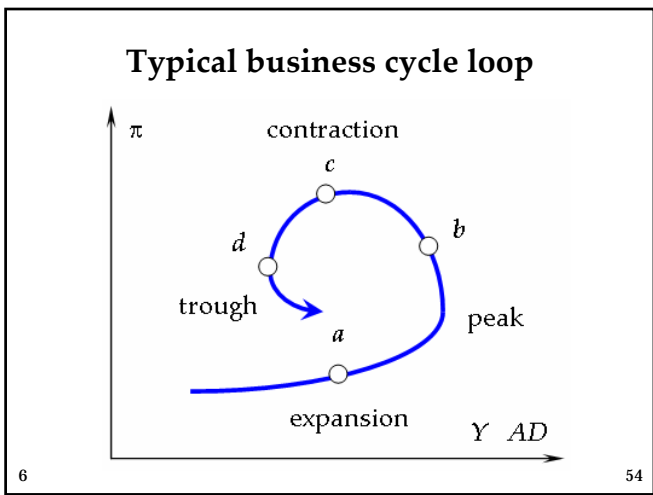 Typical business cycle loop
π
contraction
c
b
d
trough
peak
a
expansion
Y AD
6
54